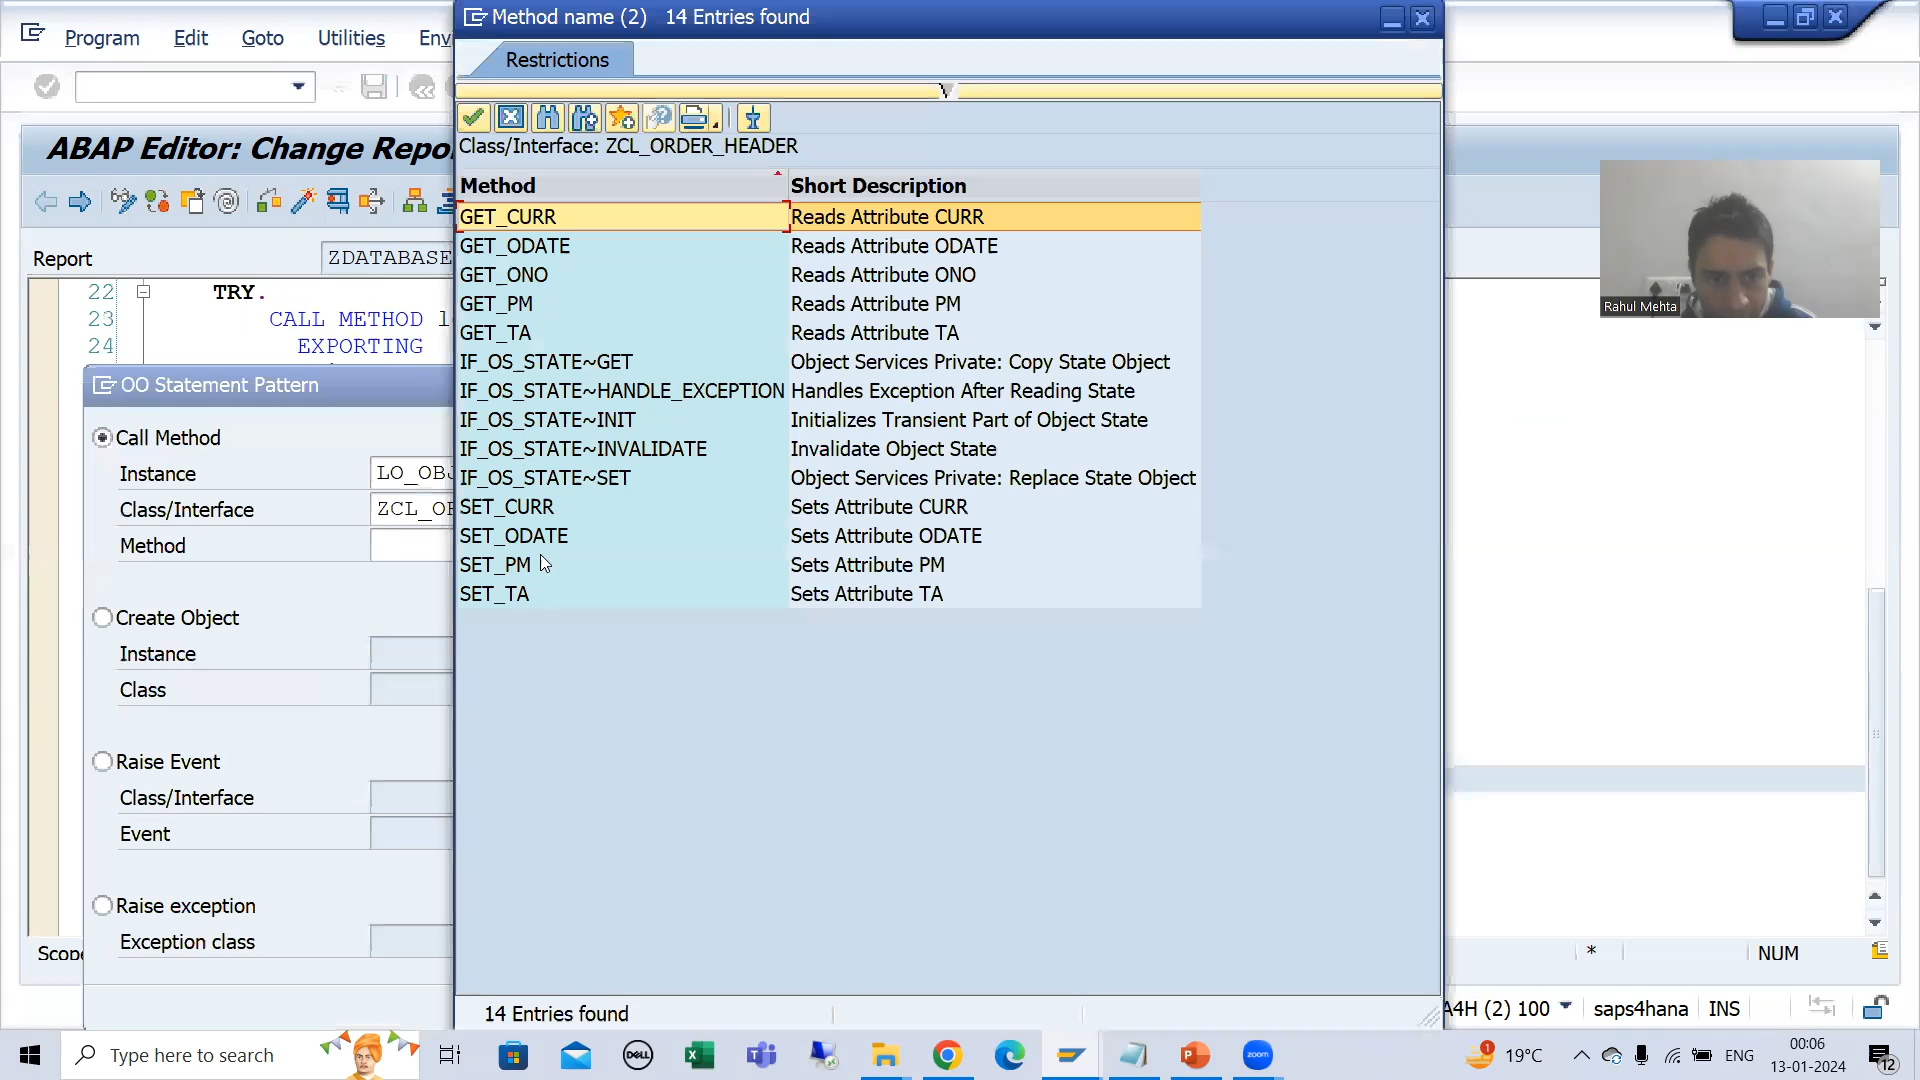 Method name (2) 14 Entries found
Program Edit Goto Utilities Env
Restrictions
ABAP Editor: Change Repo
Class/Interface: ZCL_ORDER_HEADER
Method Short Description
GET_CURR Reads Attribute CURR
GET_ODATE Reads Attribute ODATE
GET_ONO Reads Attribute ONO
GET_PM Reads Attribute PM
GET_TA Reads Attribute TA
IF_OS_STATE~GET Object Services Private: Copy State Object
IF_OS_STATE~HANDLE_EXCEPTION Handles Exception After Reading State
IF_OS_STATE~INIT Initializes Transient Part of Object State
IF_OS_STATE~INVALIDATE Invalidate Object State
IF_OS_STATE~SET Object Services Private: Replace State Object
SET_CURR Sets Attribute CURR
SET_ODATE Sets Attribute ODATE
SET_PM Sets Attribute PM
SET_TA Sets Attribute TA
14 Entries found
Report ZDATABASE
22 TRY.
23 CALL METHOD l
24 EXPORTING
OO Statement Pattern
Call Method
Instance LO_OBJ
Class/Interface ZCL_OR
Method
Create Object
Instance
Class
Raise Event
Class/Interface
Event
Raise exception
Exception class
Scope
Rahul Mehta
* NUM
A4H (2) 100 saps4hana INS
Type here to search
DELL
zoom
1
19°C
ENG
00:06
13-01-2024
12